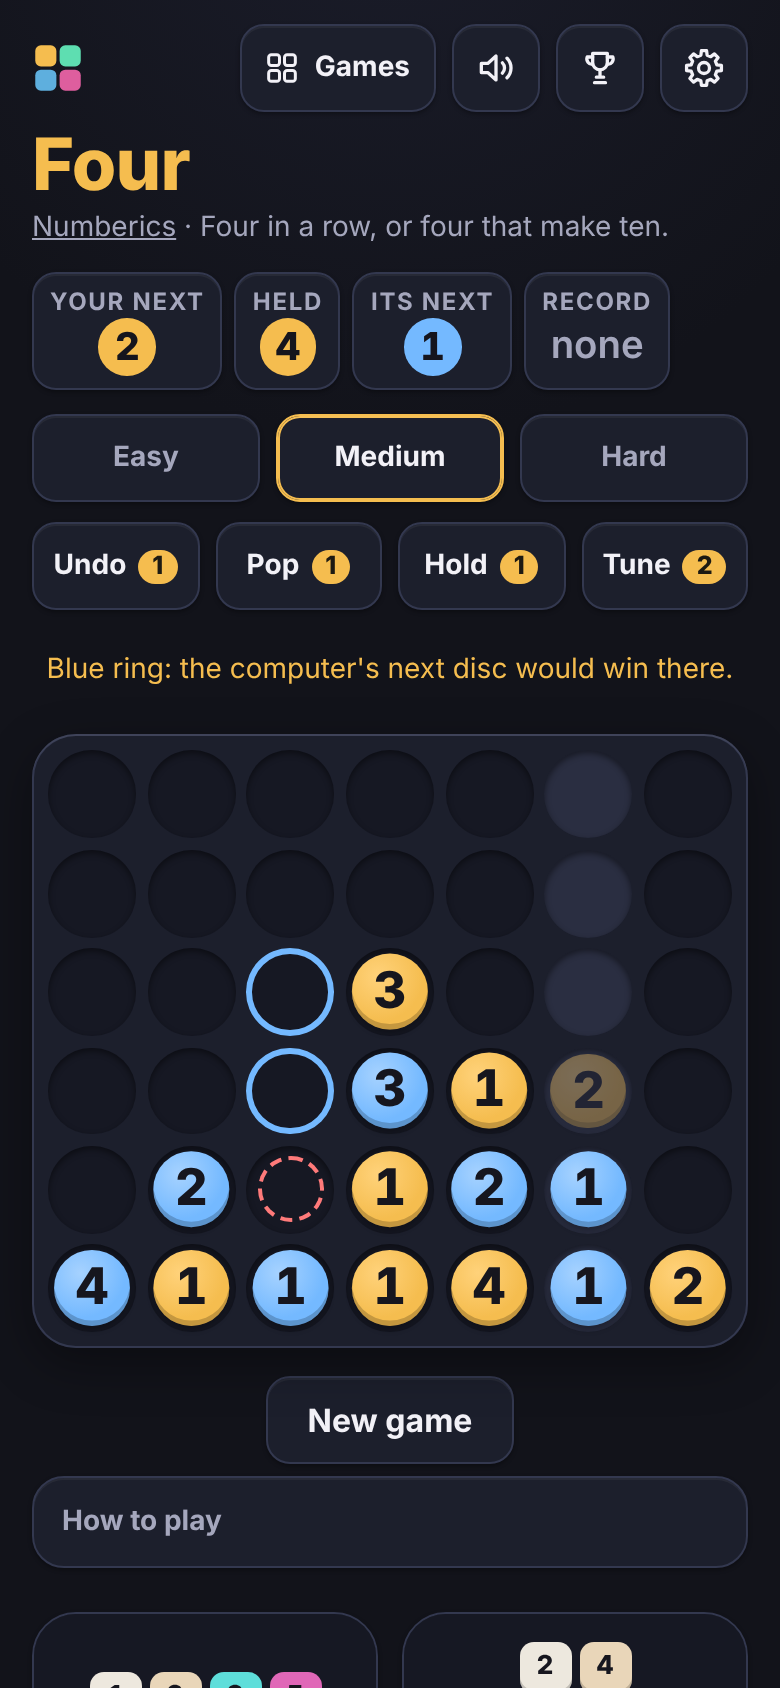 Games
Four
Numberics · Four in a row, or four that make ten.
YOUR NEXT HELD ITS NEXT RECORD
2 4 1 none
Easy Medium Hard
Undo 1 Pop 1 Hold 1 Tune 2
Blue ring: the computer's next disc would win there.
3
3 1 2
2 1 2 1
4 1 1 1 4 1 2
New game
How to play
2 4